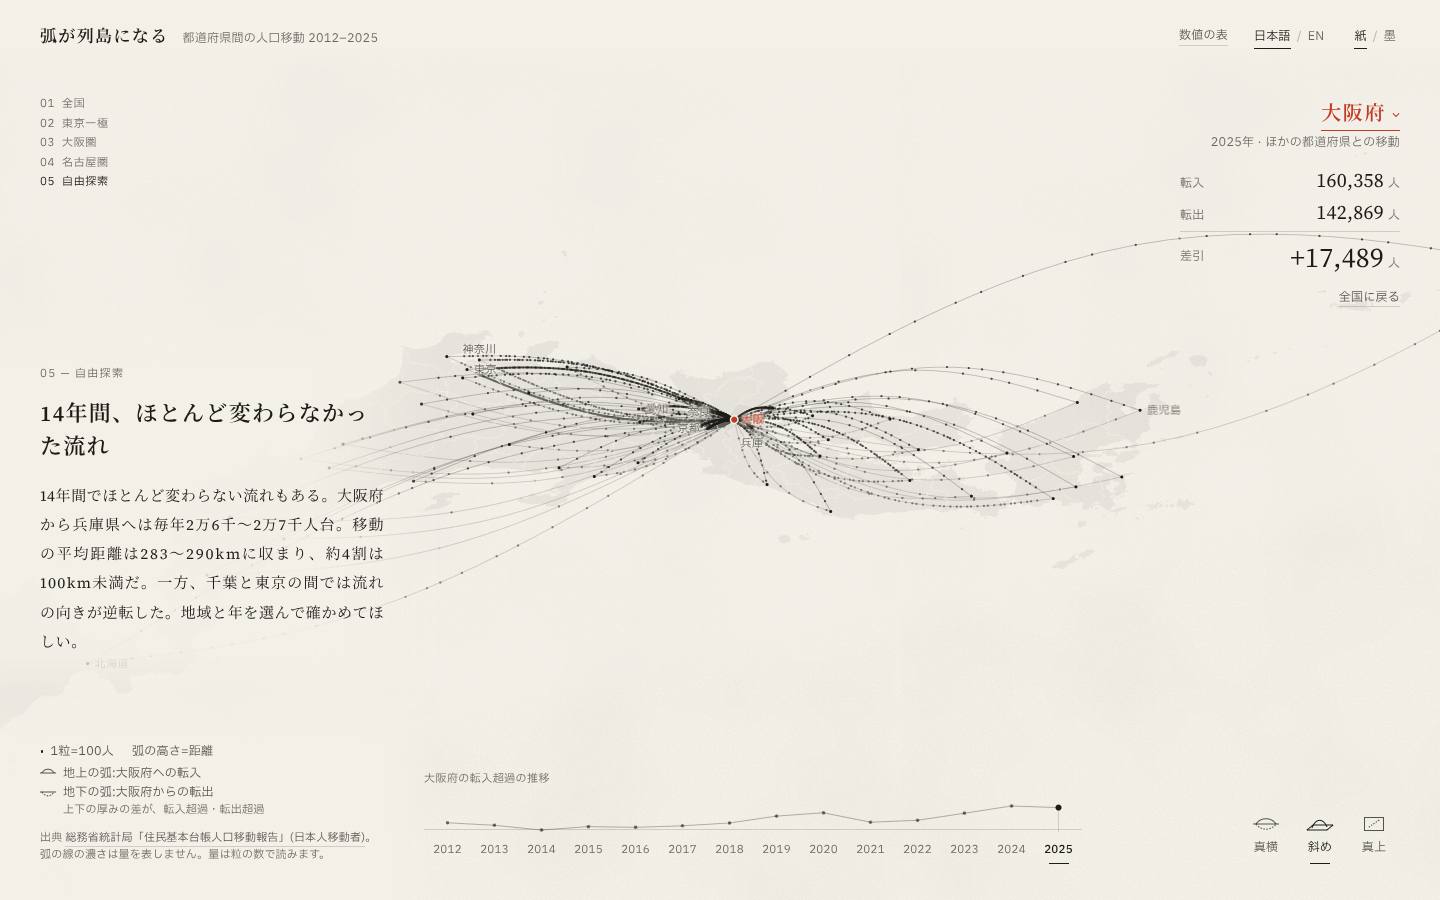 弧が列島になる
都道府県間の人口移動 2012–2025
数値の表
日本語 / EN
紙 / 墨
01 全国
02 東京一極
03 大阪圏
04 名古屋圏
05 自由探索
大阪府
2025年・ほかの都道府県との移動
転入 160,358 人
転出 142,869 人
差引 +17,489 人
全国に戻る
神奈川
東京
京都
兵庫
鹿児島
北海道
05 — 自由探索
14年間、ほとんど変わらなかっ
た流れ
14年間でほとんど変わらない流れもある。大阪府
から兵庫県へは毎年2万6千〜2万7千人台。移動
の平均距離は283〜290kmに収まり、約4割は
100km未満だ。一方、千葉と東京の間では流れ
の向きが逆転した。地域と年を選んで確かめてほ
しい。
1粒=100人 弧の高さ=距離
地上の弧:大阪府への転入
地下の弧:大阪府からの転出
上下の厚みの差が、転入超過・転出超過
出典 総務省統計局「住民基本台帳人口移動報告」(日本人移動者)。
弧の線の濃さは量を表しません。量は粒の数で読みます。
大阪府の転入超過の推移
2012 2013 2014 2015 2016 2017 2018 2019 2020 2021 2022 2023 2024 2025
真横 斜め 真上